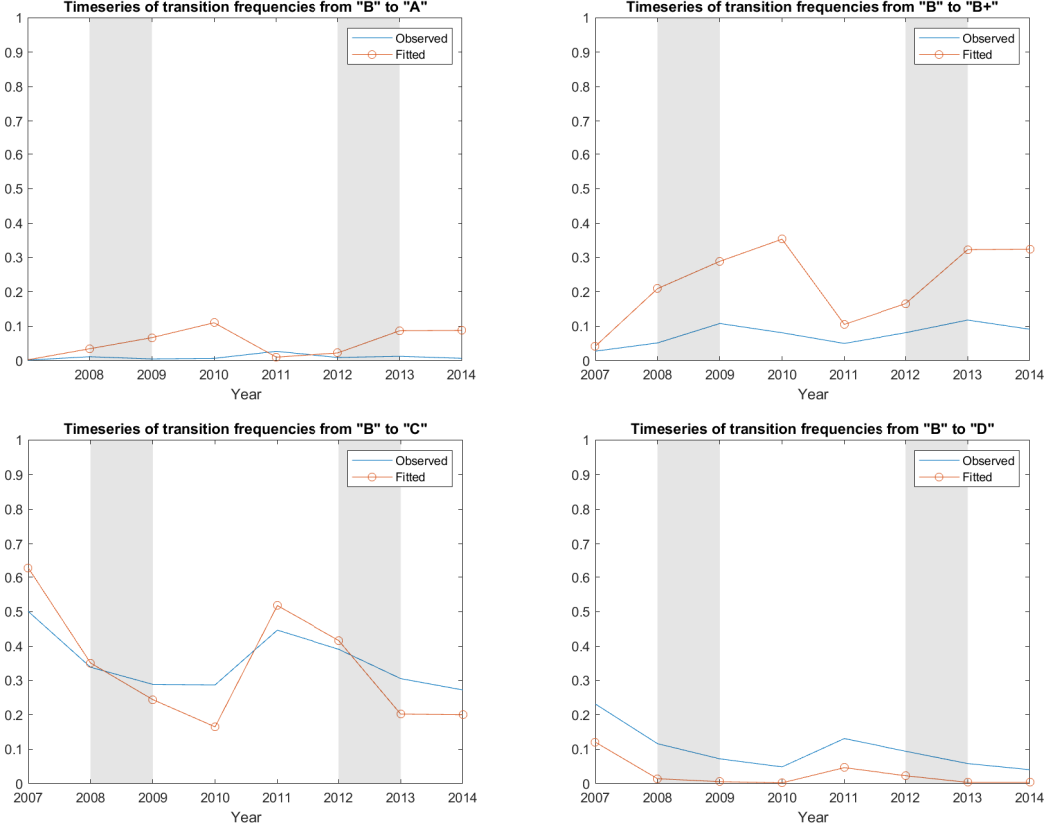 Timeseries of transition frequencies from "B" to "A"
Observed
Fitted
1
0.9
0.8
0.7
0.6
0.5
0.4
0.3
0.2
0.1
0
2008 2009 2010 2011 2012 2013 2014
Year
Timeseries of transition frequencies from "B" to "B+"
Observed
Fitted
1
0.9
0.8
0.7
0.6
0.5
0.4
0.3
0.2
0.1
0
2007 2008 2009 2010 2011 2012 2013 2014
Year
Timeseries of transition frequencies from "B" to "C"
Observed
Fitted
1
0.9
0.8
0.7
0.6
0.5
0.4
0.3
0.2
0.1
0
2007 2008 2009 2010 2011 2012 2013 2014
Year
Timeseries of transition frequencies from "B" to "D"
Observed
Fitted
1
0.9
0.8
0.7
0.6
0.5
0.4
0.3
0.2
0.1
0
2007 2008 2009 2010 2011 2012 2013 2014
Year